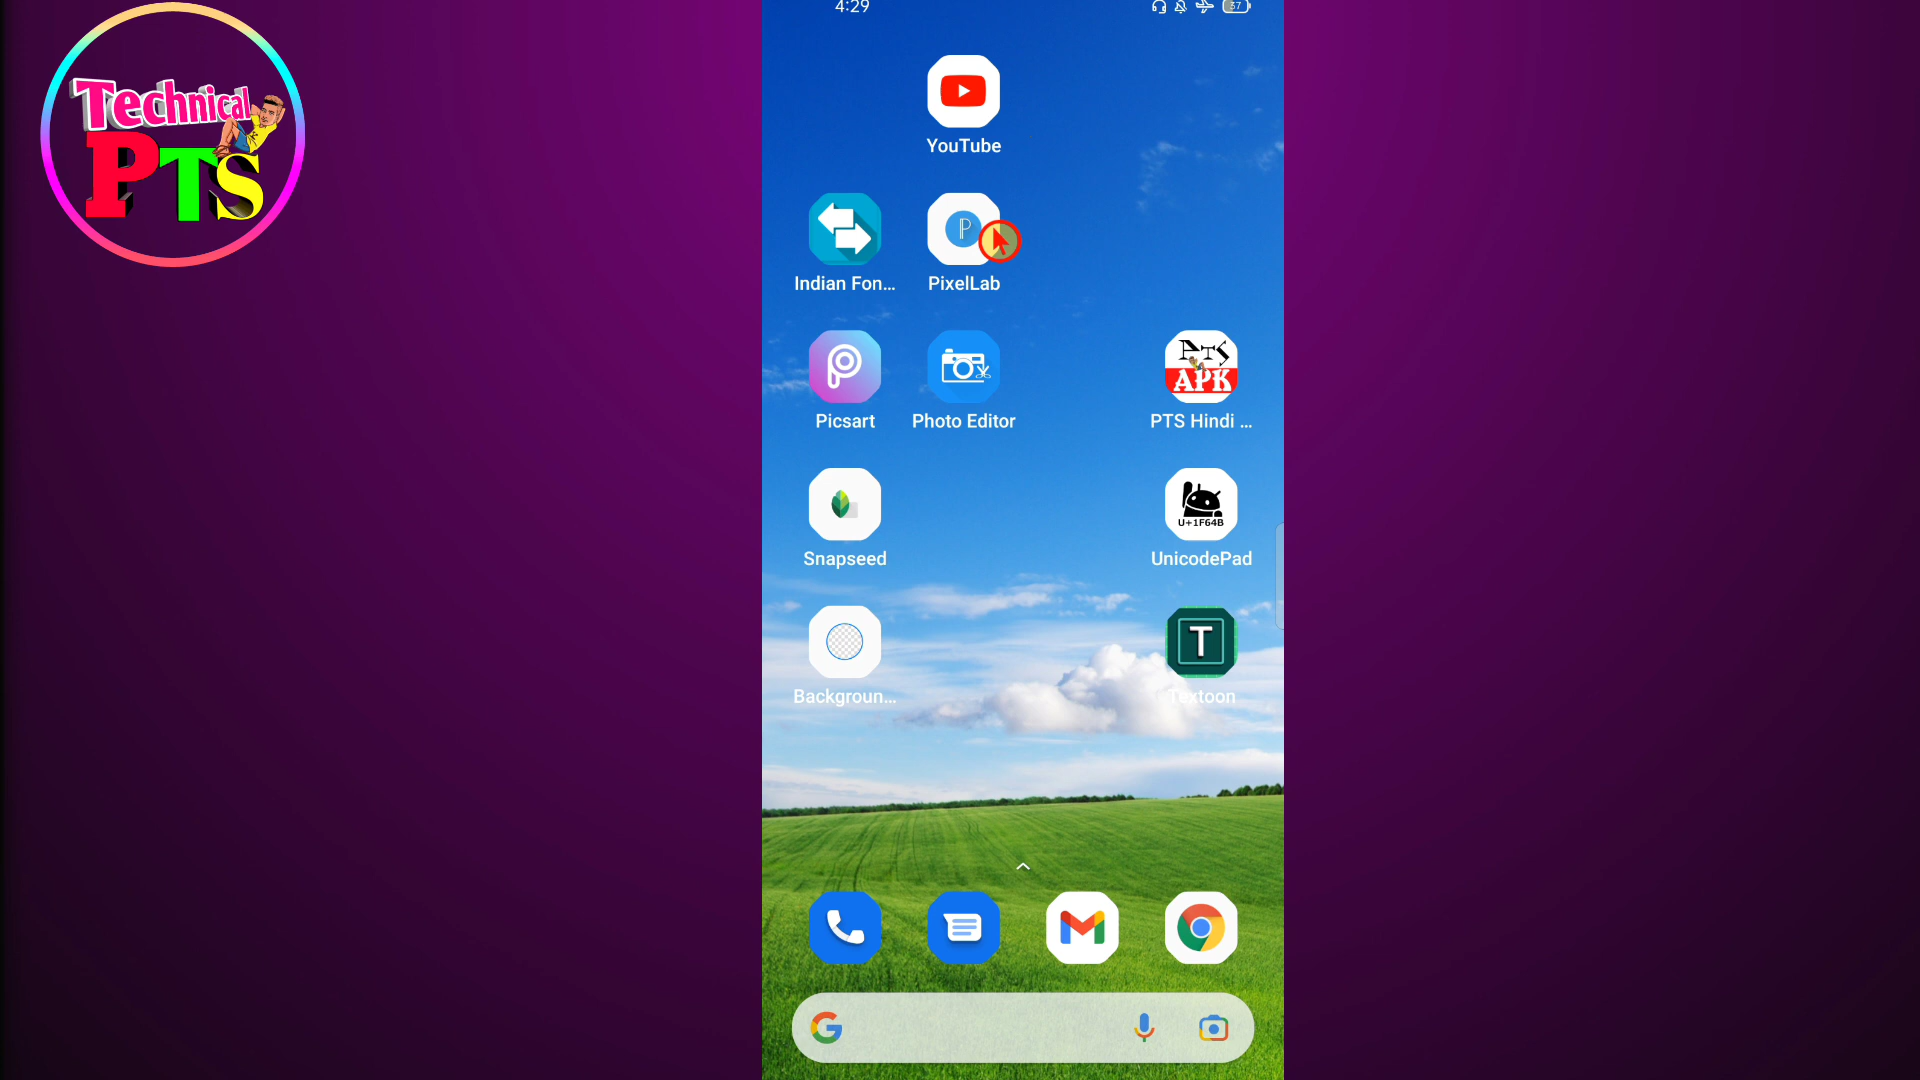 4:29
37
Technical
PTS
YouTube
P
Indian Fon...
PixelLab
PTS
APK
Picsart
Photo Editor
PTS Hindi ...
U+1F64B
Snapseed
UnicodePad
T
Backgroun...
Textoon